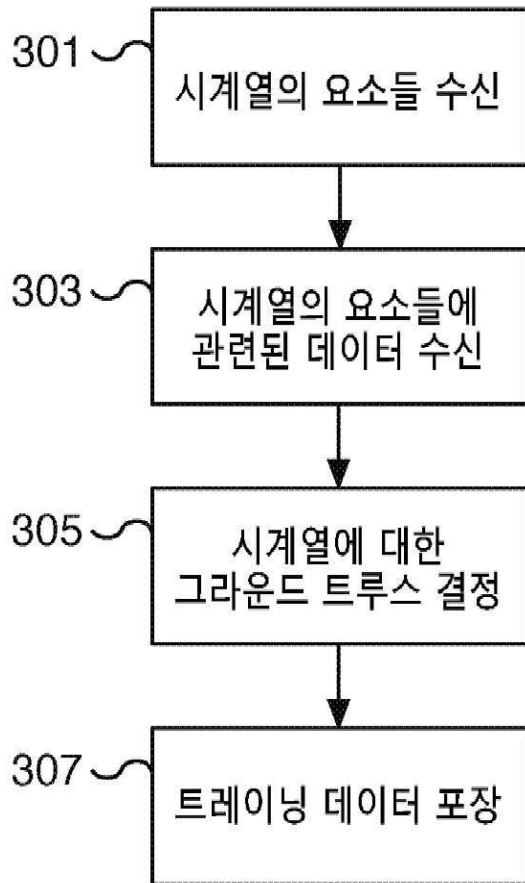 301
시계열의 요소들 수신
303
시계열의 요소들에
관련된 데이터 수신
305
시계열에 대한
그라운드 트루스 결정
307
트레이닝 데이터 포장